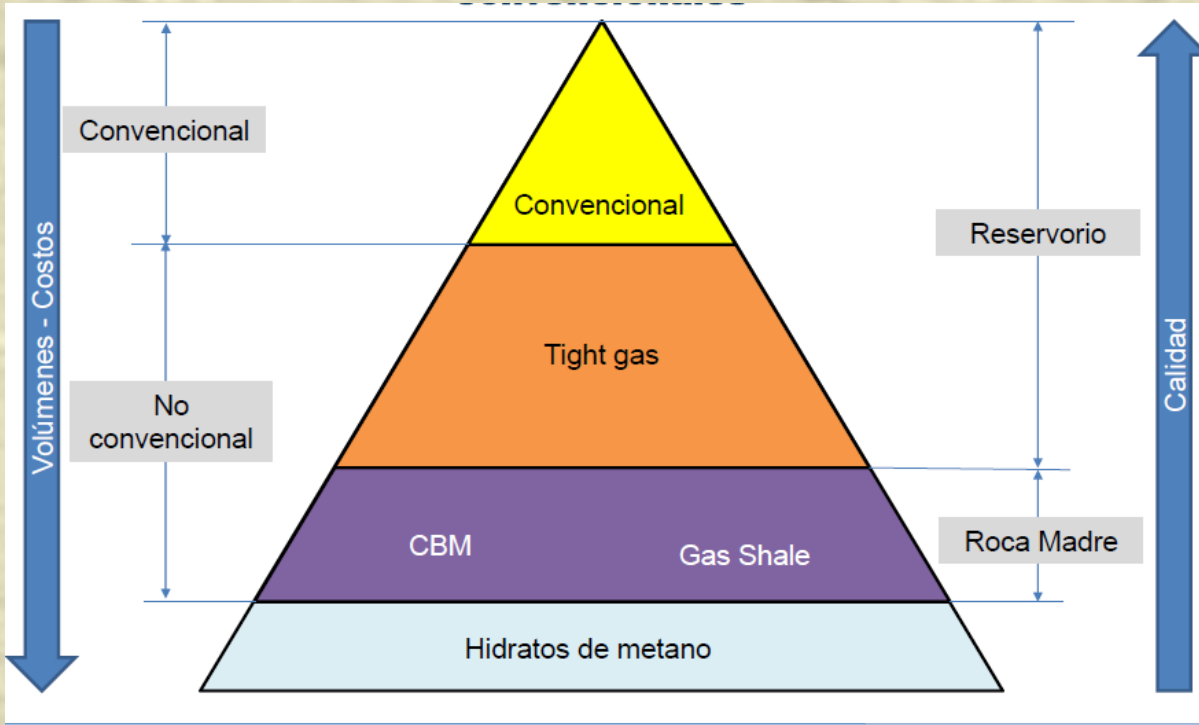 Convencional
Convencional
Reservorio
Volúmenes - Costos
Calidad
Tight gas
No
convencional
CBM
Gas Shale
Roca Madre
Hidratos de metano